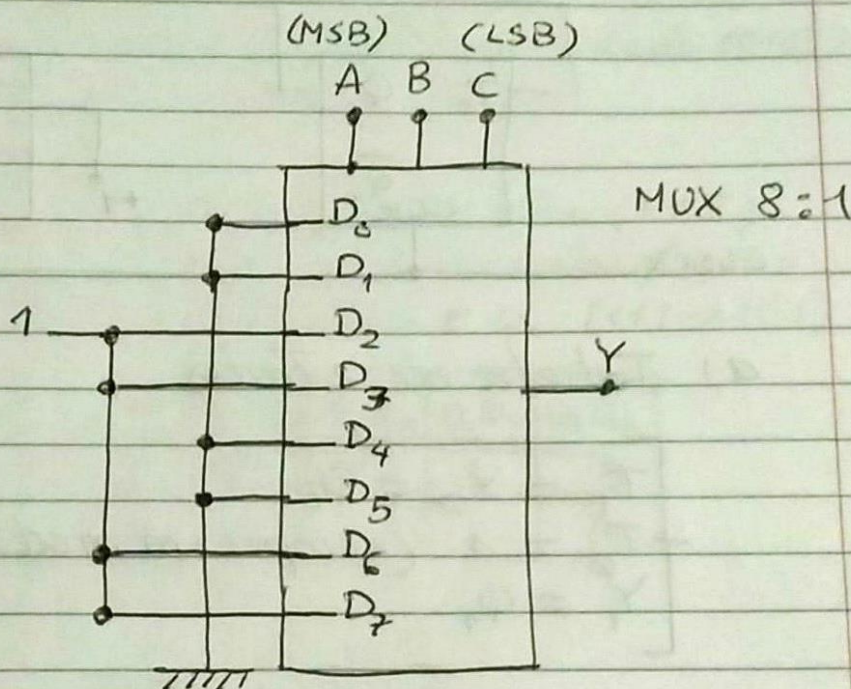 (MSB) (LSB)
A B C
MUX 8:1
D₀
D₁
1 D₂
D₃
Y
D₄
D₅
D₆
D₇